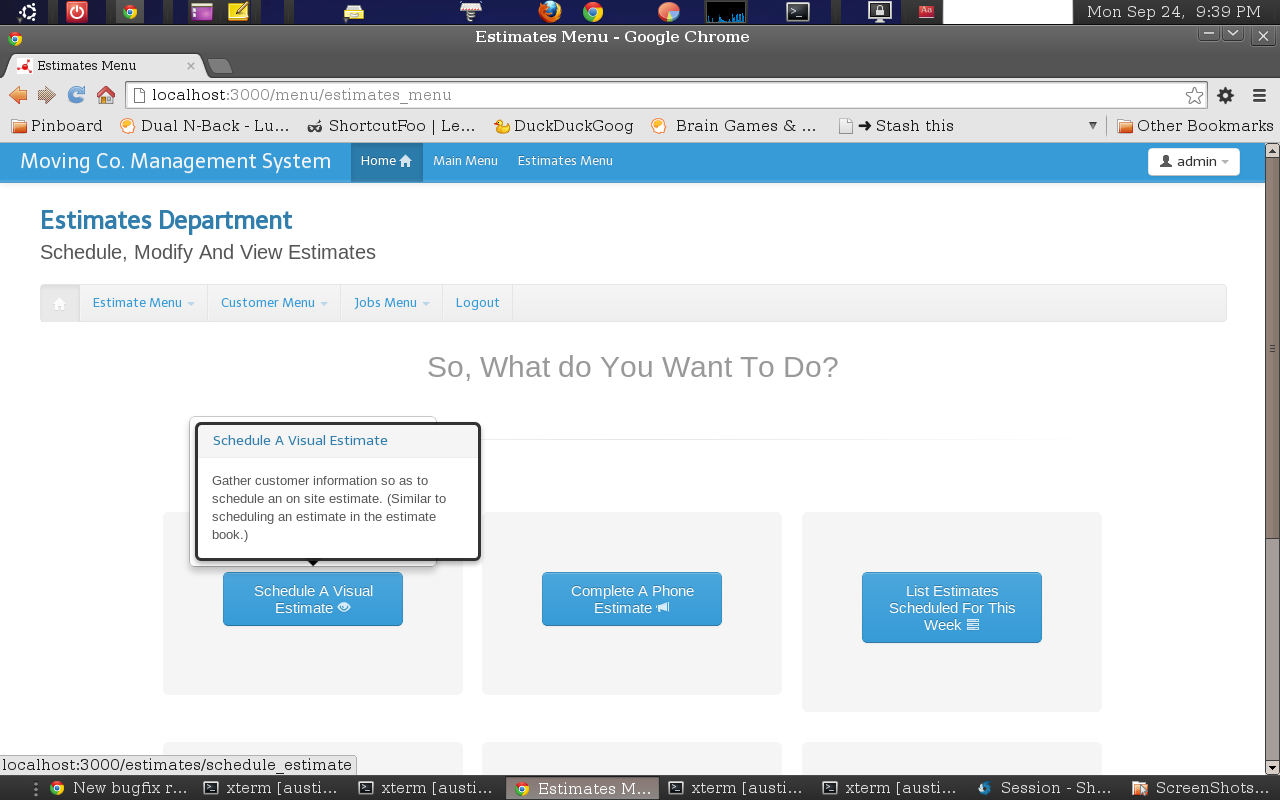 Aa
Mon Sep 24, 9:39 PM
Estimates Menu - Google Chrome
Estimates Menu
localhost:3000/menu/estimates_menu
Pinboard
Dual N-Back - Lu...
ShortcutFoo | Le...
DuckDuckGoog
Brain Games & ...
➜ Stash this
Other Bookmarks
Moving Co. Management System
Home
Main Menu
Estimates Menu
admin
Estimates Department
Schedule, Modify And View Estimates
Estimate Menu
Customer Menu
Jobs Menu
Logout
So, What do You Want To Do?
Schedule A Visual Estimate
Gather customer information so as to
schedule an on site estimate. (Similar to
scheduling an estimate in the estimate
book.)
Schedule A Visual
Estimate
Complete A Phone
Estimate
List Estimates
Scheduled For This
Week
localhost:3000/estimates/schedule_estimate
New bugfix r...
xterm [austi...
xterm [austi...
Estimates M...
xterm [austi...
xterm [austi...
Session - Sh...
ScreenShots...